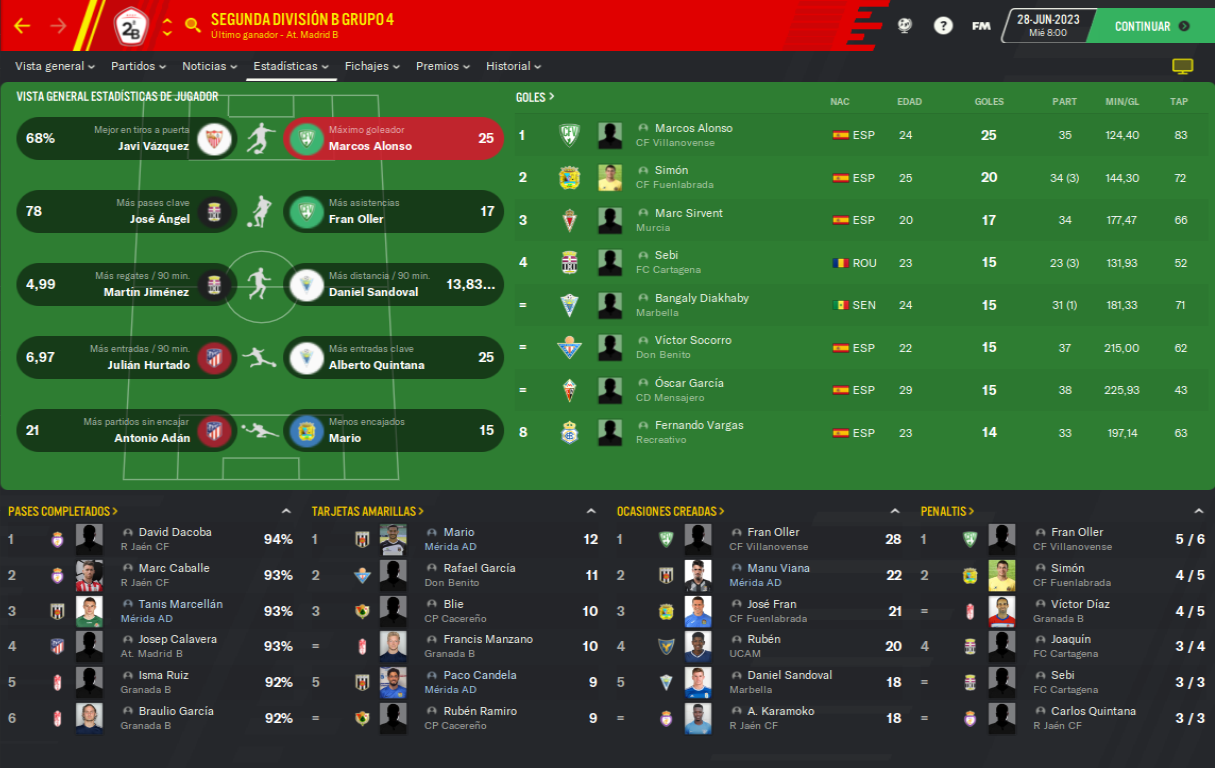 SEGUNDA DIVISIÓN B GRUPO 4
Último ganador - At. Madrid B
2ªB
?
FM
28-JUN-2023
Mié 8:00
CONTINUAR
Vista general
Partidos
Noticias
Estadísticas
Fichajes
Premios
Historial
VISTA GENERAL ESTADÍSTICAS DE JUGADOR
68%
Mejor en tiros a puerta
Javi Vázquez
Máximo goleador
Marcos Alonso
25
78
Más pases clave
José Ángel
Más asistencias
Fran Oller
17
4,99
Más regates / 90 min.
Martín Jiménez
Más distancia / 90 min.
Daniel Sandoval
13,83...
6,97
Más entradas / 90 min.
Julián Hurtado
Más entradas clave
Alberto Quintana
25
21
Más partidos sin encajar
Antonio Adán
Menos encajados
Mario
15
GOLES >
NAC EDAD GOLES PART MIN/GL TAP
1 Marcos Alonso ESP 24 25 35 124,40 83
CF Villanovense
2 Simón ESP 25 20 34 (3) 144,30 72
CF Fuenlabrada
3 Marc Sirvent ESP 20 17 34 177,47 66
Murcia
4 Sebi ROU 23 15 23 (3) 131,93 52
FC Cartagena
= Bangaly Diakhaby SEN 24 15 31 (1) 181,33 71
Marbella
= Víctor Socorro ESP 22 15 37 215,00 62
Don Benito
= Óscar García ESP 29 15 38 225,93 43
CD Mensajero
8 Fernando Vargas ESP 23 14 33 197,14 63
Recreativo
PASES COMPLETADOS >
1 David Dacoba 94%
R Jaén CF
2 Marc Caballe 93%
R Jaén CF
3 Tanis Marcellán 93%
Mérida AD
4 Josep Calavera 93%
At. Madrid B
5 Isma Ruiz 92%
Granada B
6 Braulio García 92%
Granada B
TARJETAS AMARILLAS >
1 Mario 12
Mérida AD
2 Rafael García 11
Don Benito
3 Blie 10
CP Cacereño
= Francis Manzano 10
Granada B
5 Paco Candela 9
Mérida AD
= Rubén Ramiro 9
CP Cacereño
OCASIONES CREADAS >
1 Fran Oller 28
CF Villanovense
2 Manu Viana 22
Mérida AD
3 José Fran 21
CF Fuenlabrada
4 Rubén 20
UCAM
5 Daniel Sandoval 18
Marbella
= A. Karamoko 18
R Jaén CF
PENALTIS >
1 Fran Oller 5 / 6
CF Villanovense
2 Simón 4 / 5
CF Fuenlabrada
= Víctor Díaz 4 / 5
Granada B
4 Joaquín 3 / 4
FC Cartagena
= Sebi 3 / 3
FC Cartagena
= Carlos Quintana 3 / 3
R Jaén CF